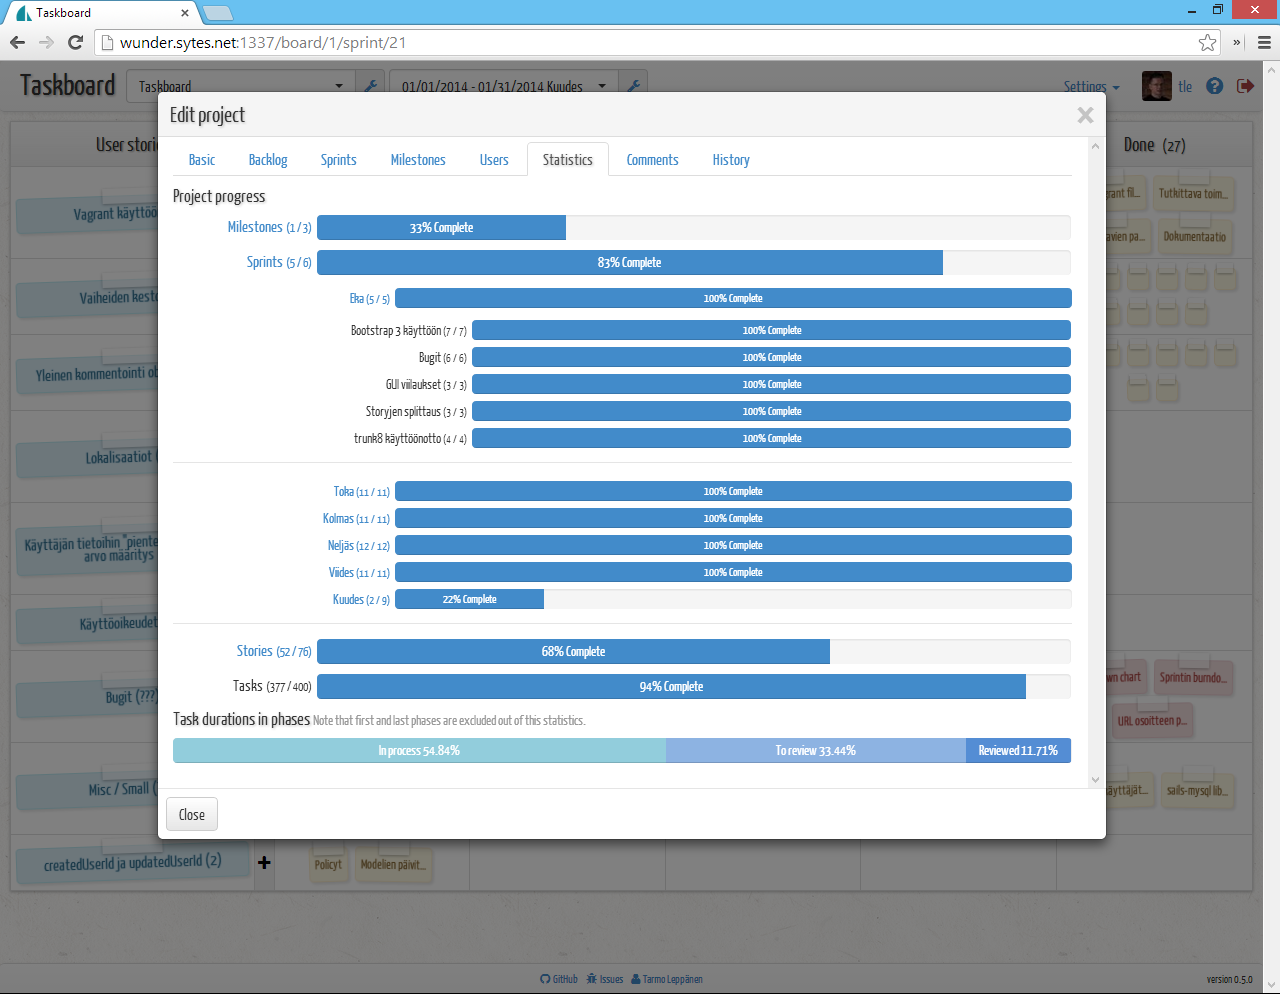 Taskboard
wunder.sytes.net:1337/board/1/sprint/21
Taskboard
Taskboard
01/01/2014 - 01/31/2014 Kuudes
Settings
tle
Edit project
Basic
Backlog
Sprints
Milestones
Users
Statistics
Comments
History
Project progress
Milestones (1 / 3)
33% Complete
Sprints (5 / 6)
83% Complete
Eka (5 / 5)
100% Complete
Bootstrap 3 käyttöön (7 / 7)
100% Complete
Bugit (6 / 6)
100% Complete
GUI viilaukset (3 / 3)
100% Complete
Storyjen splittaus (3 / 3)
100% Complete
trunk8 käyttöönotto (4 / 4)
100% Complete
Toka (11 / 11)
100% Complete
Kolmas (11 / 11)
100% Complete
Neljäs (12 / 12)
100% Complete
Viides (11 / 11)
100% Complete
Kuudes (2 / 9)
22% Complete
Stories (52 / 76)
68% Complete
Tasks (377 / 400)
94% Complete
Task durations in phases Note that first and last phases are excluded out of this statistics.
In process 54.84%
To review 33.44%
Reviewed 11.71%
Close
User stori
Done (27)
Vagrant käyttöö
grant fil...
Tutkittava toim...
avien pa...
Dokumentaatio
Vaiheiden kest
Yleinen kommentointi ob
Lokalisaatiot (
Käyttäjän tietoihin "piente
arvo määritys
Käyttöoikeudet
Bugit (???)
wn chart
Sprintin burndo...
URL osoitteen p...
Misc / Small (
äyttäjät...
sails-mysql lib...
createdUserId ja updatedUserId (2)
Policyt
Modelien päivit...
GitHub
Issues
Tarmo Leppänen
version 0.5.0